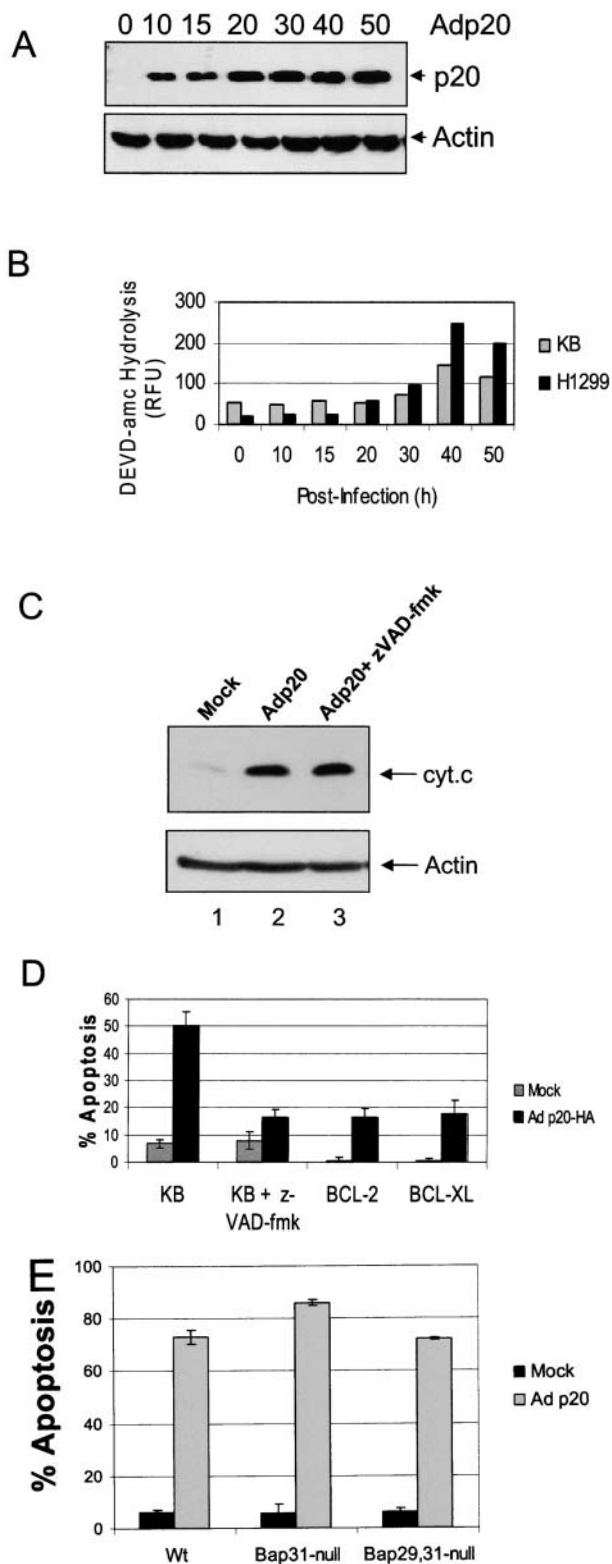 A
0 10 15 20 30 40 50 Adp20
p20
Actin
B
DEVD-amc Hydrolysis
(RFU)
300
200
100
0
KB
H1299
0 10 15 20 30 40 50
Post-Infection (h)
C
Mock
Adp20
Adp20+ zVAD-fmk
cyt.c
Actin
1 2 3
D
% Apoptosis
60
50
40
30
20
10
0
Mock
Ad p20-HA
KB KB + z- BCL-2 BCL-XL
VAD-fmk
E
% Apoptosis
100
80
60
40
20
0
Mock
Ad p20
Wt Bap31-null Bap29,31-null